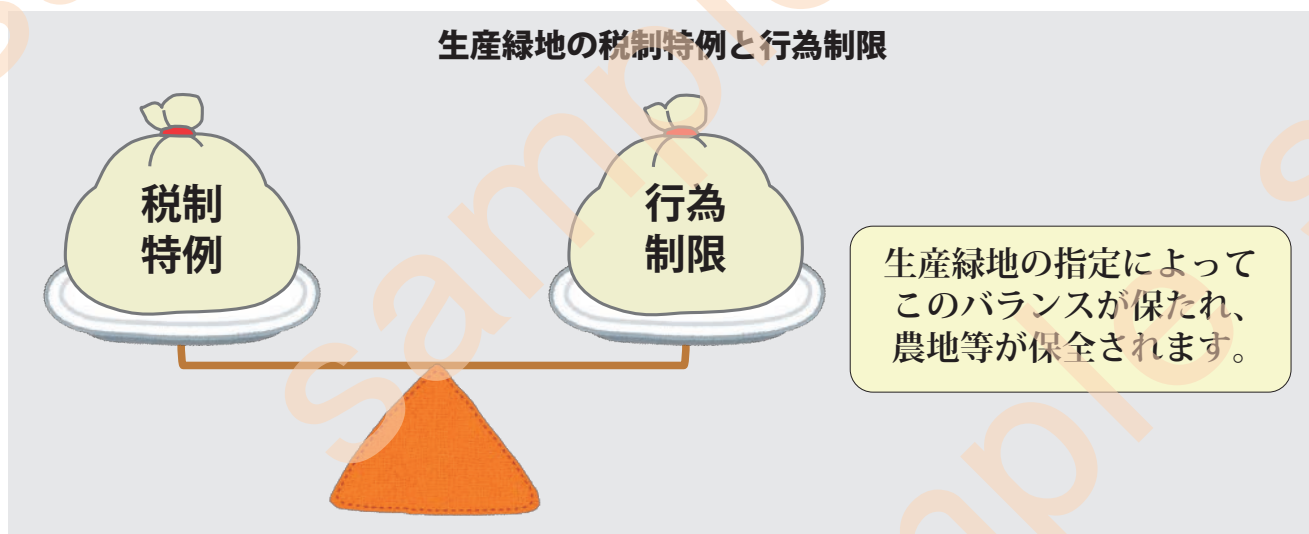 生産緑地の税制特例と行為制限
税制
特例
行為
制限
生産緑地の指定によって
このバランスが保たれ、
農地等が保全されます。
sample
sample